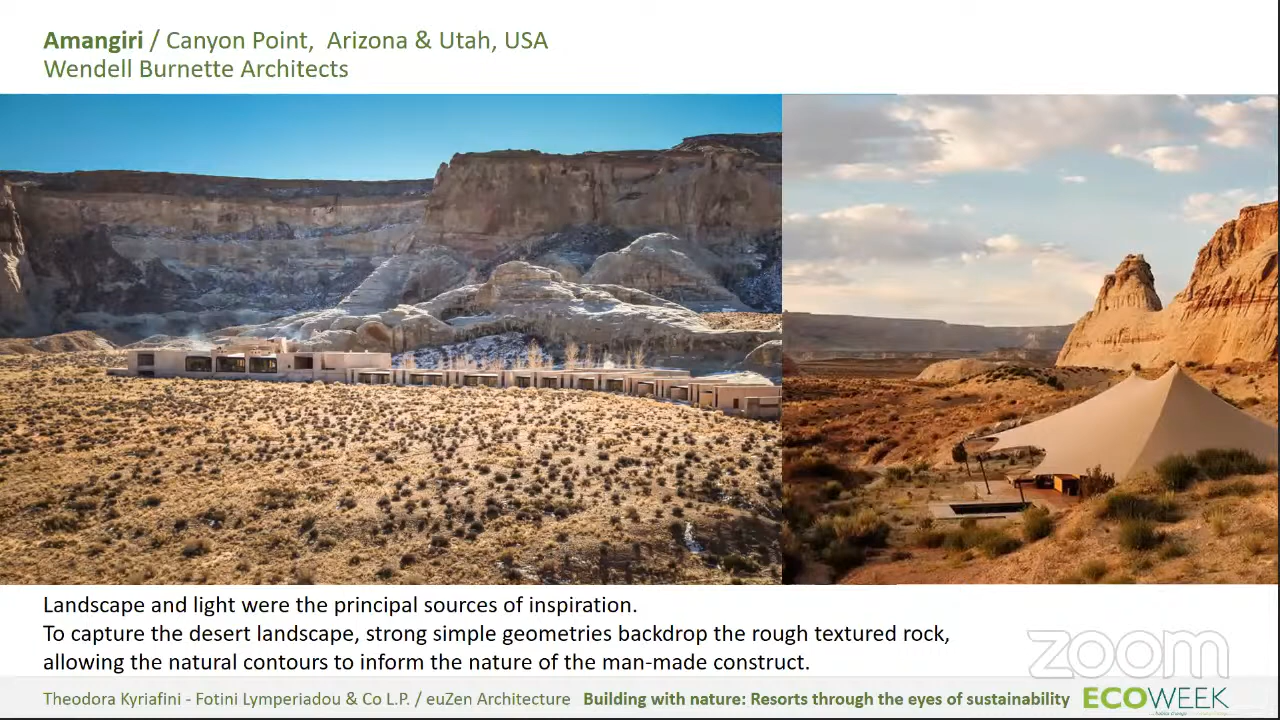 Amangiri / Canyon Point, Arizona & Utah, USA
Wendell Burnette Architects
Landscape and light were the principal sources of inspiration.
To capture the desert landscape, strong simple geometries backdrop the rough textured rock,
allowing the natural contours to inform the nature of the man-made construct.
zoom
Theodora Kyriafini - Fotini Lymperiadou & Co L.P. / euZen Architecture Building with nature: Resorts through the eyes of sustainability ECOWEEK